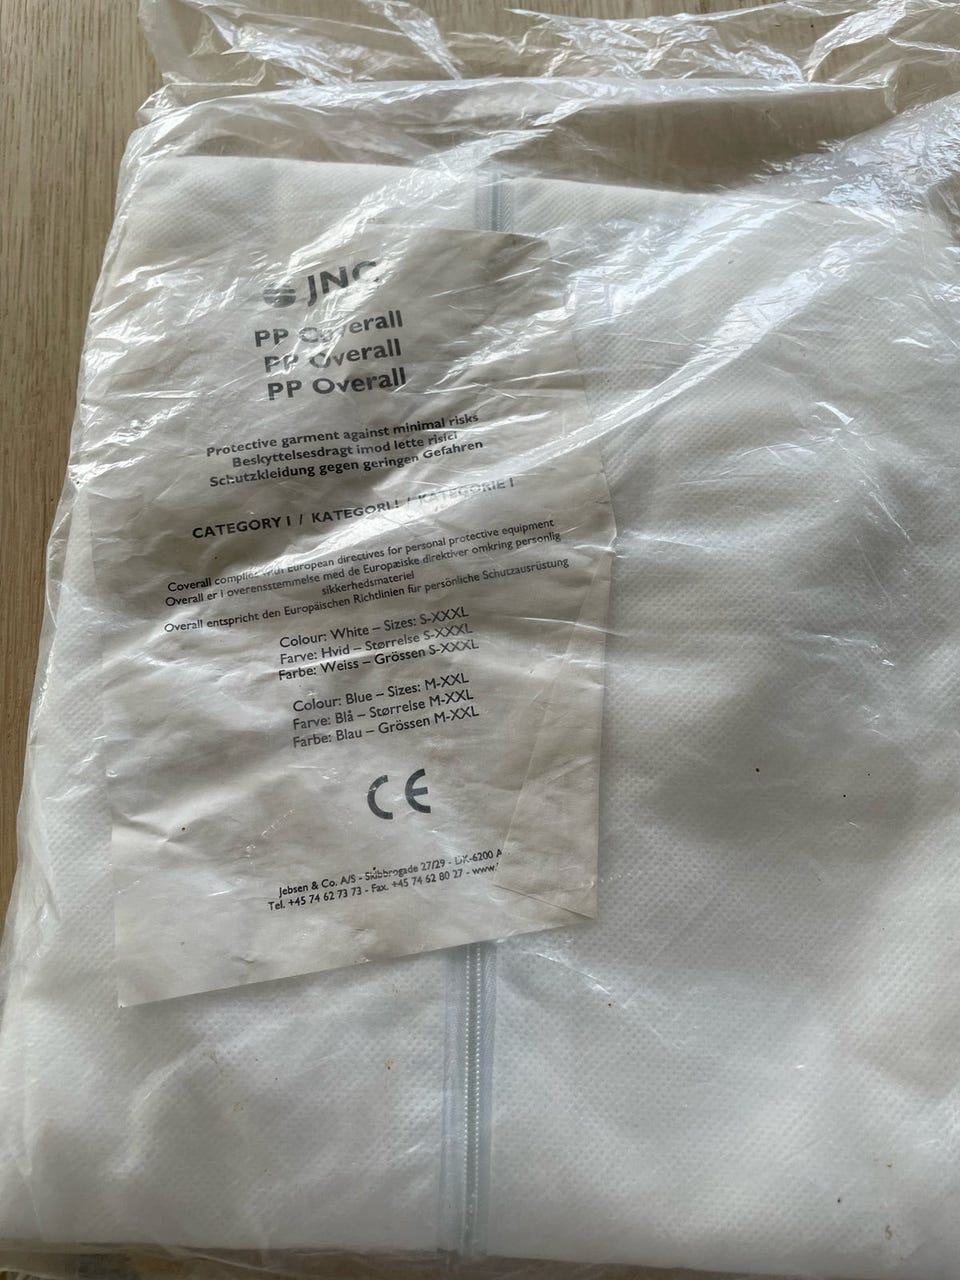 JNC
PP Coverall
PP Overall
PP Overall
Protective garment against minimal risks
Beskyttelsesdragt imod lette risici
Schutzkleidung gegen geringen Gefahren
CATEGORY I / KATEGORI I / KATEGORIE I
Coverall complies with European directives for personal protective equipment
Overall er i overensstemmelse med de Europæiske direktiver omkring personlig
sikkerhedsmateriel
Overall entspricht den Europäischen Richtlinien für persönliche Schutzausrüstung
Colour: White – Sizes: S-XXXL
Farve: Hvid – Størrelse S-XXXL
Farbe: Weiss – Grössen S-XXXL
Colour: Blue – Sizes: M-XXL
Farve: Blå – Størrelse M-XXL
Farbe: Blau – Grössen M-XXL
CE
Jebsen & Co. A/S - Skibbrogade 27/29 - DK-6200 A
Tel. +45 74 62 73 73 - Fax. +45 74 62 80 27 - www.